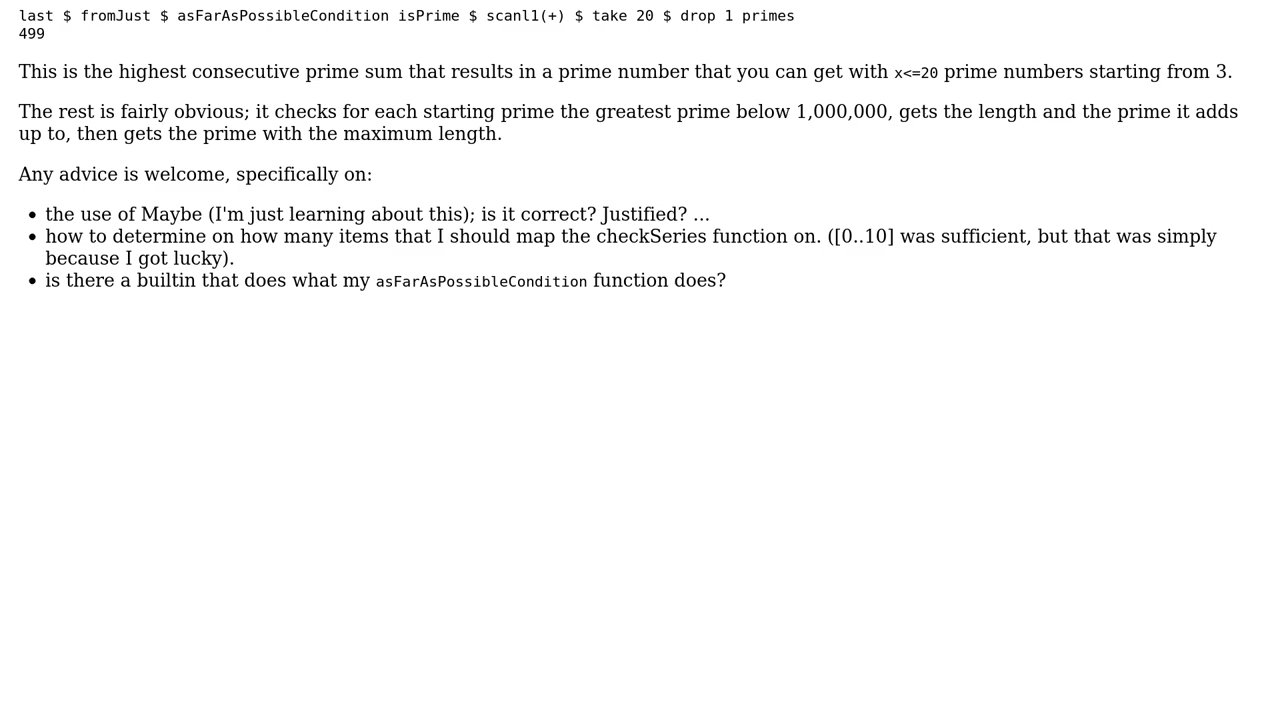 last $ fromJust $ asFarAsPossibleCondition isPrime $ scanl1(+) $ take 20 $ drop 1 primes
499
This is the highest consecutive prime sum that results in a prime number that you can get with x<=20 prime numbers starting from 3.
The rest is fairly obvious; it checks for each starting prime the greatest prime below 1,000,000, gets the length and the prime it adds
up to, then gets the prime with the maximum length.
Any advice is welcome, specifically on:
• the use of Maybe (I'm just learning about this); is it correct? Justified? ...
• how to determine on how many items that I should map the checkSeries function on. ([0..10] was sufficient, but that was simply
because I got lucky).
• is there a builtin that does what my asFarAsPossibleCondition function does?